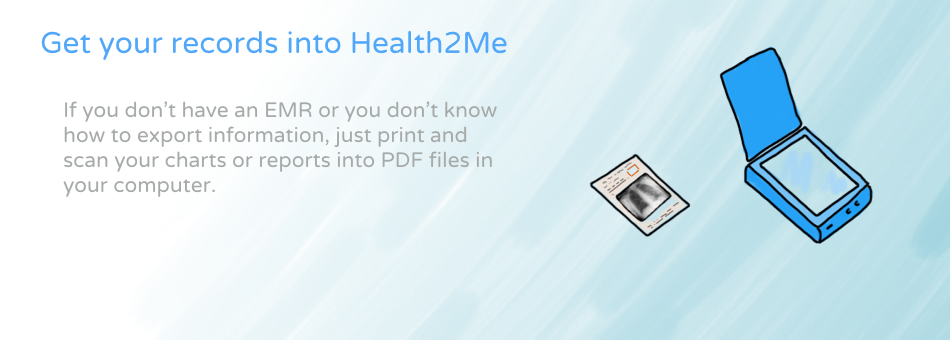 Get your records into Health2Me
If you don't have an EMR or you don't know
how to export information, just print and
scan your charts or reports into PDF files in
your computer.